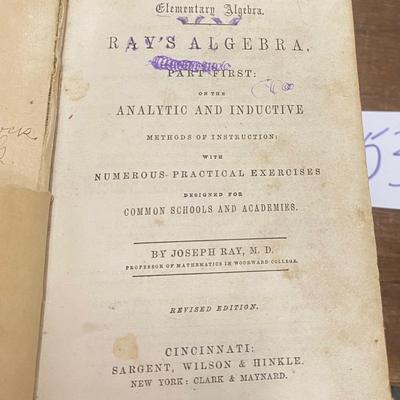 Elementary Algebra.
RAY'S ALGEBRA,
PART FIRST:
ON THE
ANALYTIC AND INDUCTIVE
METHODS OF INSTRUCTION:
WITH
NUMEROUS PRACTICAL EXERCISES
DESIGNED FOR
COMMON SCHOOLS AND ACADEMIES.
BY JOSEPH RAY, M. D.
PROFESSOR OF MATHEMATICS IN WOODWARD COLLEGE.
REVISED EDITION.
CINCINNATI:
SARGENT, WILSON & HINKLE.
NEW YORK: CLARK & MAYNARD.